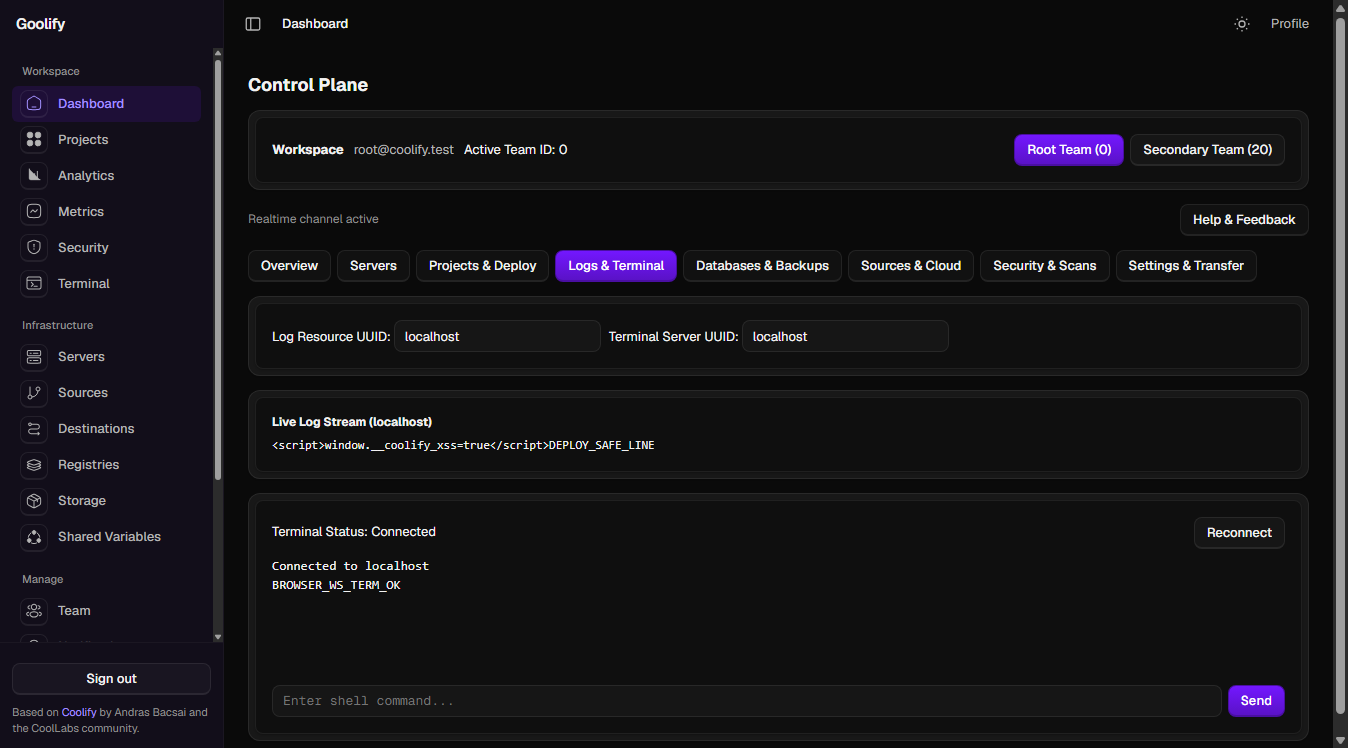 Goolify
Workspace
Dashboard
Projects
Analytics
Metrics
Security
Terminal
Infrastructure
Servers
Sources
Destinations
Registries
Storage
Shared Variables
Manage
Team
Sign out
Based on Coolify by Andras Bacsai and
the CoolLabs community.
Dashboard
Profile
Control Plane
Workspace root@coolify.test Active Team ID: 0 Root Team (0) Secondary Team (20)
Realtime channel active Help & Feedback
Overview Servers Projects & Deploy Logs & Terminal Databases & Backups Sources & Cloud Security & Scans Settings & Transfer
Log Resource UUID: localhost Terminal Server UUID: localhost
Live Log Stream (localhost)
<script>window.__coolify_xss=true</script>DEPLOY_SAFE_LINE
Terminal Status: Connected Reconnect
Connected to localhost
BROWSER_WS_TERM_OK
Enter shell command... Send